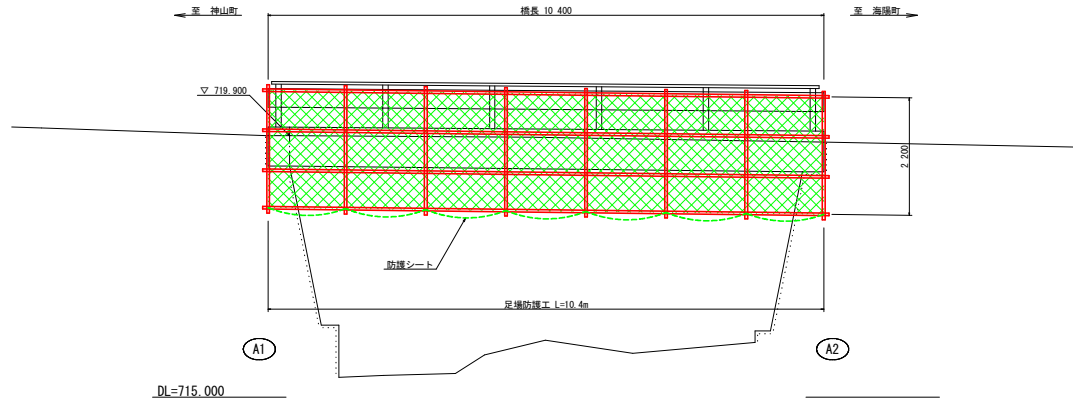 至 神山町
橋長 10 400
至 海陽町
▽ 719.900
2 200
防護シート
足場防護工 L=10.4m
A1
A2
DL=715.000